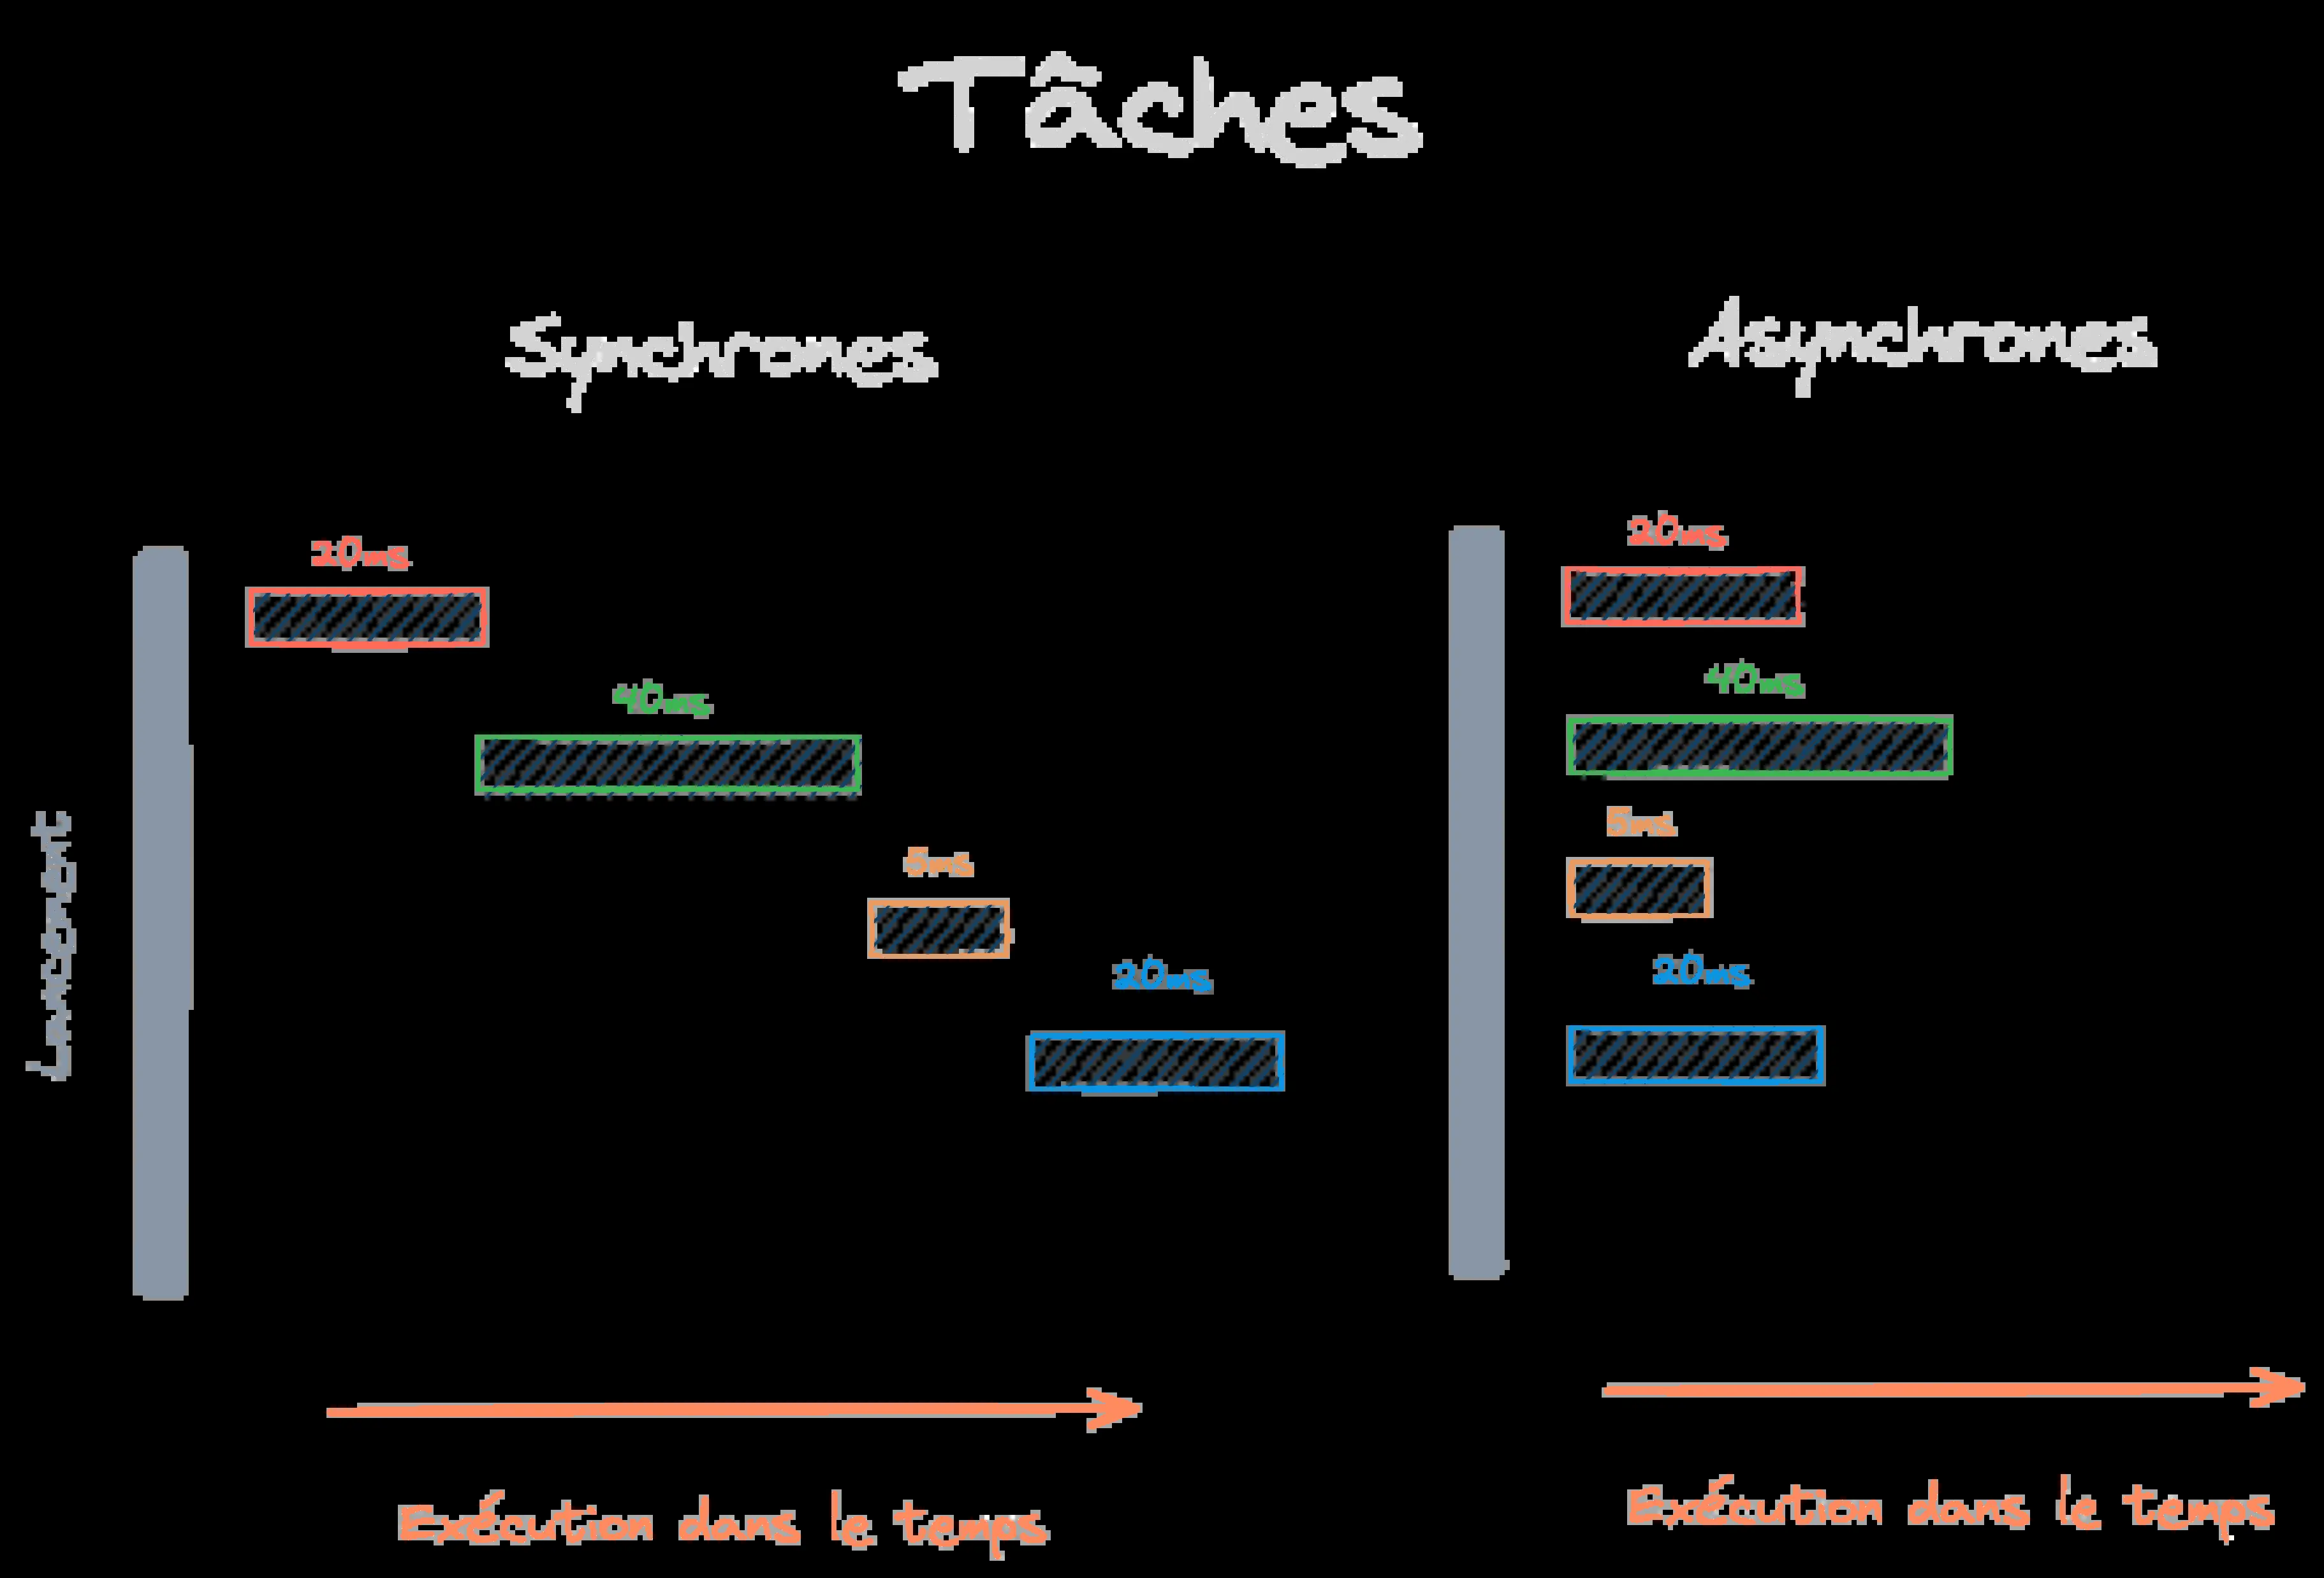 Tâches
Synchrones
20ms
40ms
5ms
20ms
Lancement
Exécution dans le temps
Asynchrones
20ms
40ms
5ms
20ms
Exécution dans le temps